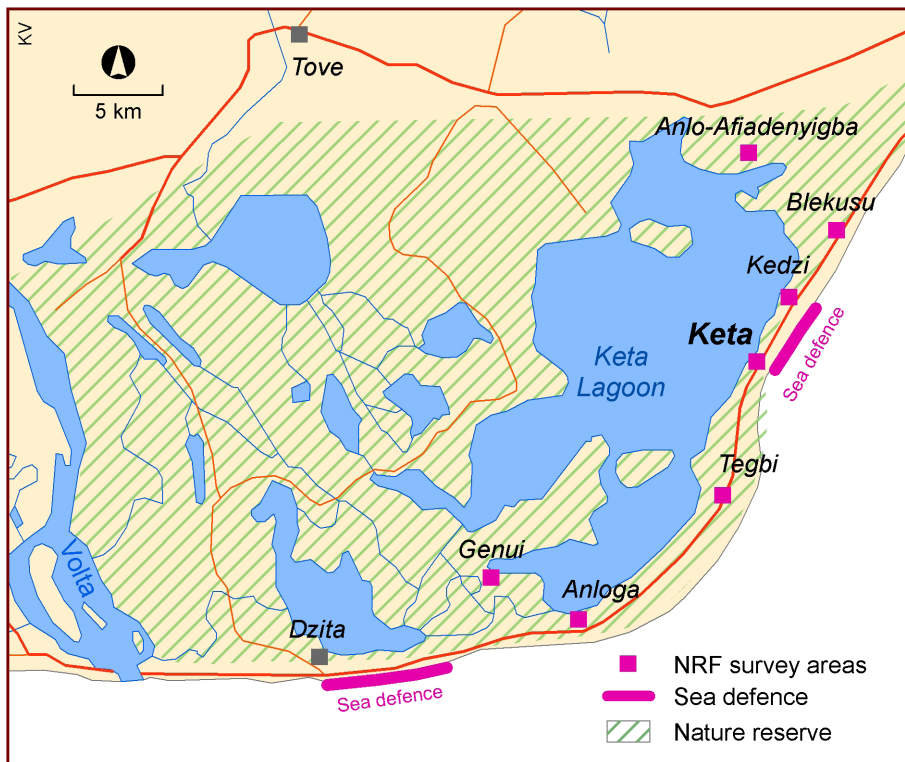 KV
Tove
5 km
Anlo-Afiadenyigba
Blekusu
Kedzi
Keta
Keta
Lagoon
Sea defence
Tegbi
Genui
Volta
Anloga
Dzita
Sea defence
NRF survey areas
Sea defence
Nature reserve